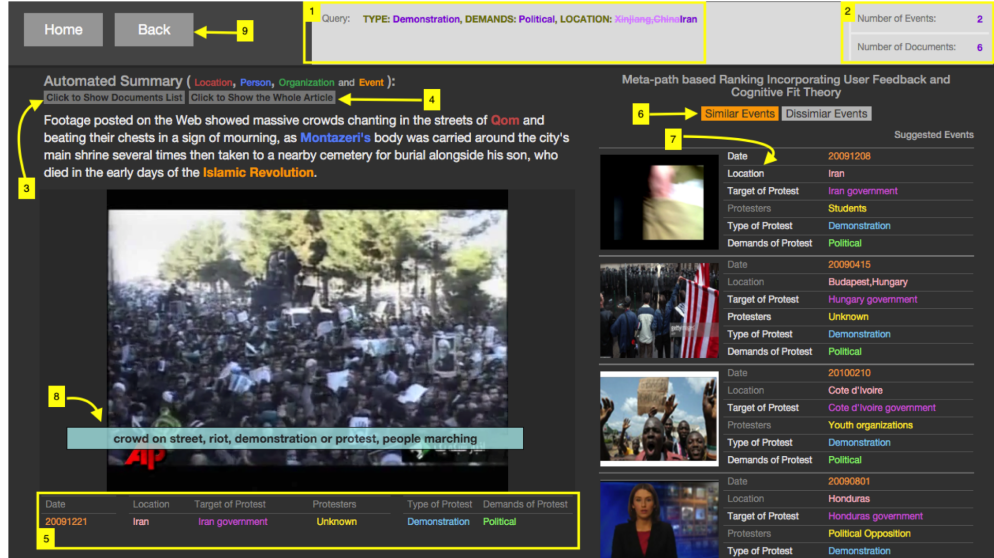 Home
Back
9
1
Query: TYPE: Demonstration, DEMANDS: Political, LOCATION: Xinjiang,ChinaIran
2
Number of Events: 2
Number of Documents: 6
Automated Summary ( Location, Person, Organization and Event ):
Click to Show Documents List Click to Show the Whole Article
4
Footage posted on the Web showed massive crowds chanting in the streets of Qom and
beating their chests in a sign of mourning, as Montazeri's body was carried around the city's
main shrine several times then taken to a nearby cemetery for burial alongside his son, who
died in the early days of the Islamic Revolution.
3
8
crowd on street, riot, demonstration or protest, people marching
AP
Date Location Target of Protest Protesters Type of Protest Demands of Protest
20091221 Iran Iran government Unknown Demonstration Political
5
Meta-path based Ranking Incorporating User Feedback and
Cognitive Fit Theory
6
Similar Events Dissimiar Events
7
Suggested Events
Date 20091208
Location Iran
Target of Protest Iran government
Protesters Students
Type of Protest Demonstration
Demands of Protest Political
Date 20090415
Location Budapest,Hungary
Target of Protest Hungary government
Protesters Unknown
Type of Protest Demonstration
Demands of Protest Political
Date 20100210
Location Cote d'Ivoire
Target of Protest Cote d'Ivoire government
Protesters Youth organizations
Type of Protest Demonstration
Demands of Protest Political
Date 20090801
Location Honduras
Target of Protest Honduras government
Protesters Political Opposition
Type of Protest Demonstration